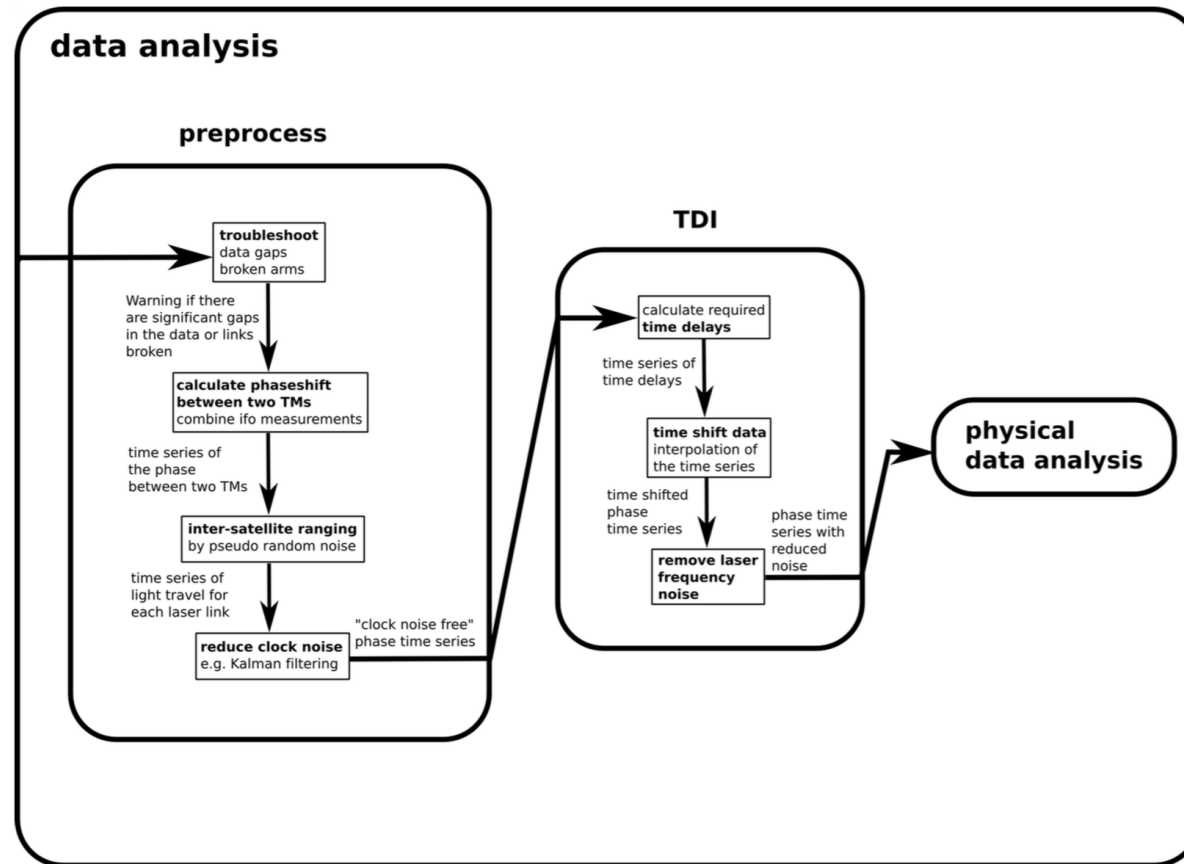 data analysis
preprocess
troubleshoot
data gaps
broken arms
Warning if there
are significant gaps
in the data or links
broken
calculate phaseshift
between two TMs
combine ifo measurements
time series of
the phase
between two TMs
inter-satellite ranging
by pseudo random noise
time series of
light travel for
each laser link
reduce clock noise
e.g. Kalman filtering
"clock noise free"
phase time series
TDI
calculate required
time delays
time series of
time delays
time shift data
interpolation of
the time series
time shifted
phase
time series
remove laser
frequency
noise
phase time
series with
reduced
noise
physical
data analysis